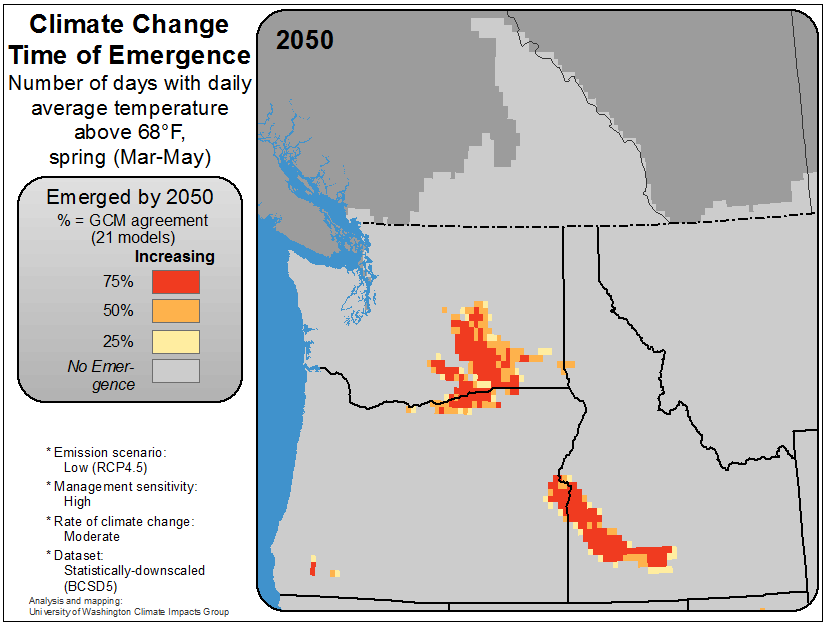 Climate Change
Time of Emergence
Number of days with daily
average temperature
above 68°F,
spring (Mar-May)
Emerged by 2050
% = GCM agreement
(21 models)
Increasing
75%
50%
25%
No Emer-
gence
* Emission scenario:
Low (RCP4.5)
* Management sensitivity:
High
* Rate of climate change:
Moderate
* Dataset:
Statistically-downscaled
(BCSD5)
Analysis and mapping:
University of Washington Climate Impacts Group
2050